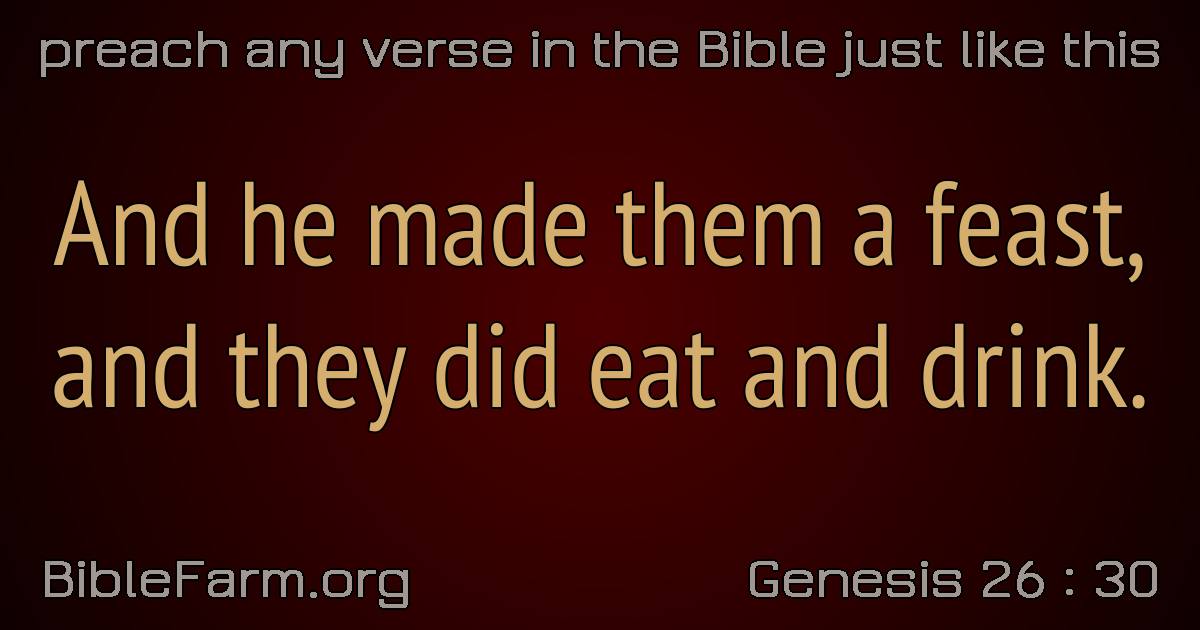 preach any verse in the Bible just like this
And he made them a feast,
and they did eat and drink.
BibleFarm.org
Genesis 26 : 30